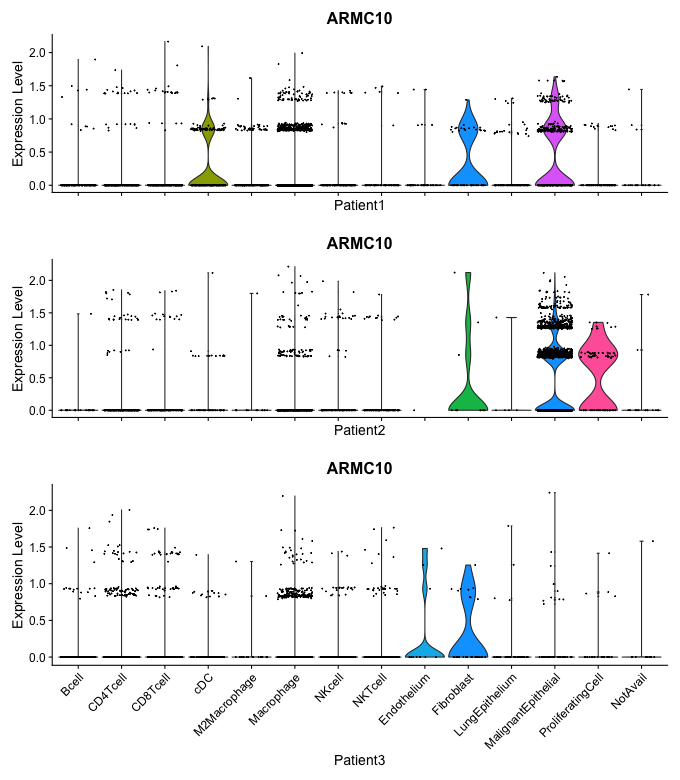 ARMC10
Expression Level
2.0
1.5
1.0
0.5
0.0
Patient1
ARMC10
Expression Level
2.0
1.5
1.0
0.5
0.0
Patient2
ARMC10
Expression Level
2.0
1.5
1.0
0.5
0.0
Bcell
CD4Tcell
CD8Tcell
cDC
M2Macrophage
Macrophage
NKcell
NKTcell
Endothelium
Fibroblast
LungEpithelium
MalignantEpithelial
ProliferatingCell
NotAvail
Patient3